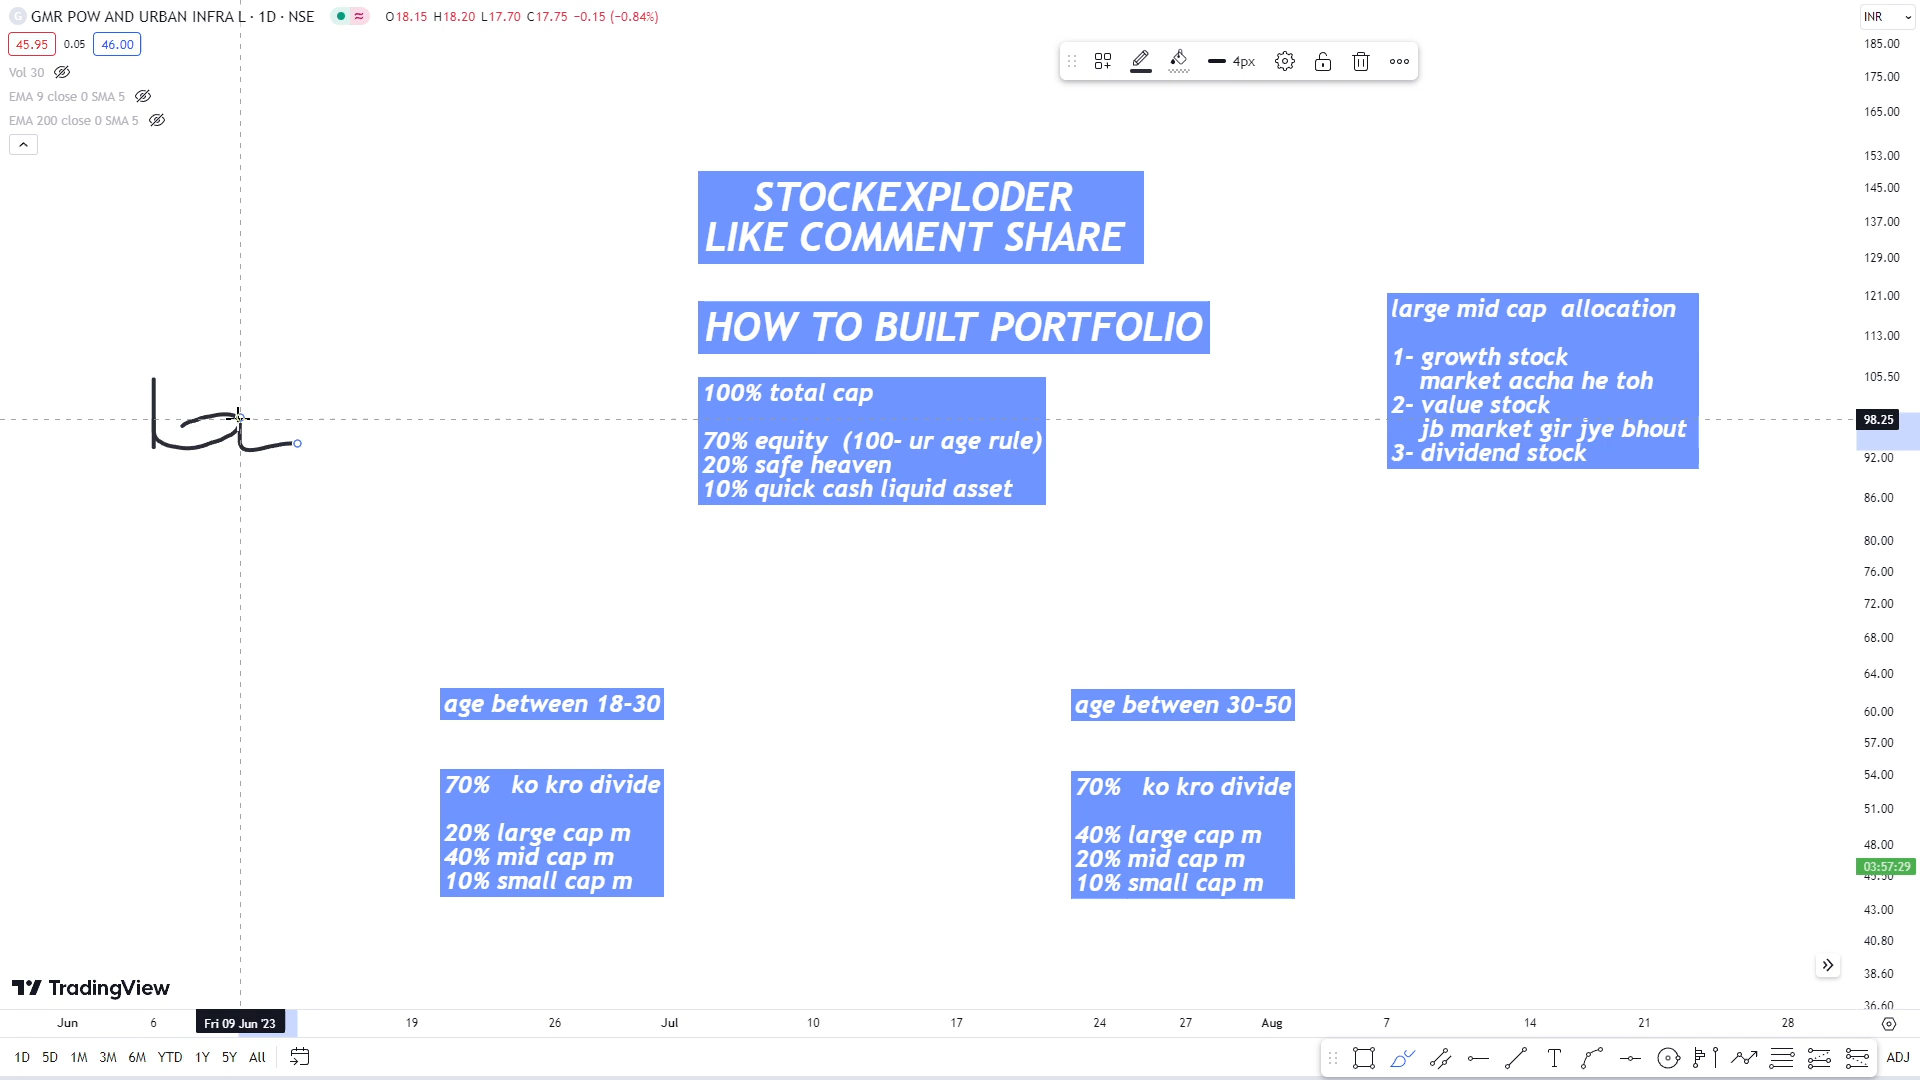 GMR POW AND URBAN INFRA L · 1D · NSE
O18.15 H18.20 L17.70 C17.75 −0.15 (−0.84%)
INR
45.95 0.05 46.00
Vol 30
EMA 9 close 0 SMA 5
EMA 200 close 0 SMA 5
4px
STOCKEXPLODER
LIKE COMMENT SHARE
HOW TO BUILT PORTFOLIO
100% total cap
70% equity (100- ur age rule)
20% safe heaven
10% quick cash liquid asset
large mid cap allocation
1- growth stock
market accha he toh
2- value stock
jb market gir jye bhout
3- dividend stock
la
age between 18-30
70% ko kro divide
20% large cap m
40% mid cap m
10% small cap m
age between 30-50
70% ko kro divide
40% large cap m
20% mid cap m
10% small cap m
185.00
175.00
165.00
153.00
145.00
137.00
129.00
121.00
113.00
105.50
98.25
92.00
86.00
80.00
76.00
72.00
68.00
64.00
60.00
57.00
54.00
51.00
48.00
03:57:29
43.00
40.80
38.60
36.60
TradingView
Jun 6 Fri 09 Jun '23 19 26 Jul 10 17 24 27 Aug 7 14 21 28
1D 5D 1M 3M 6M YTD 1Y 5Y All
ADJ